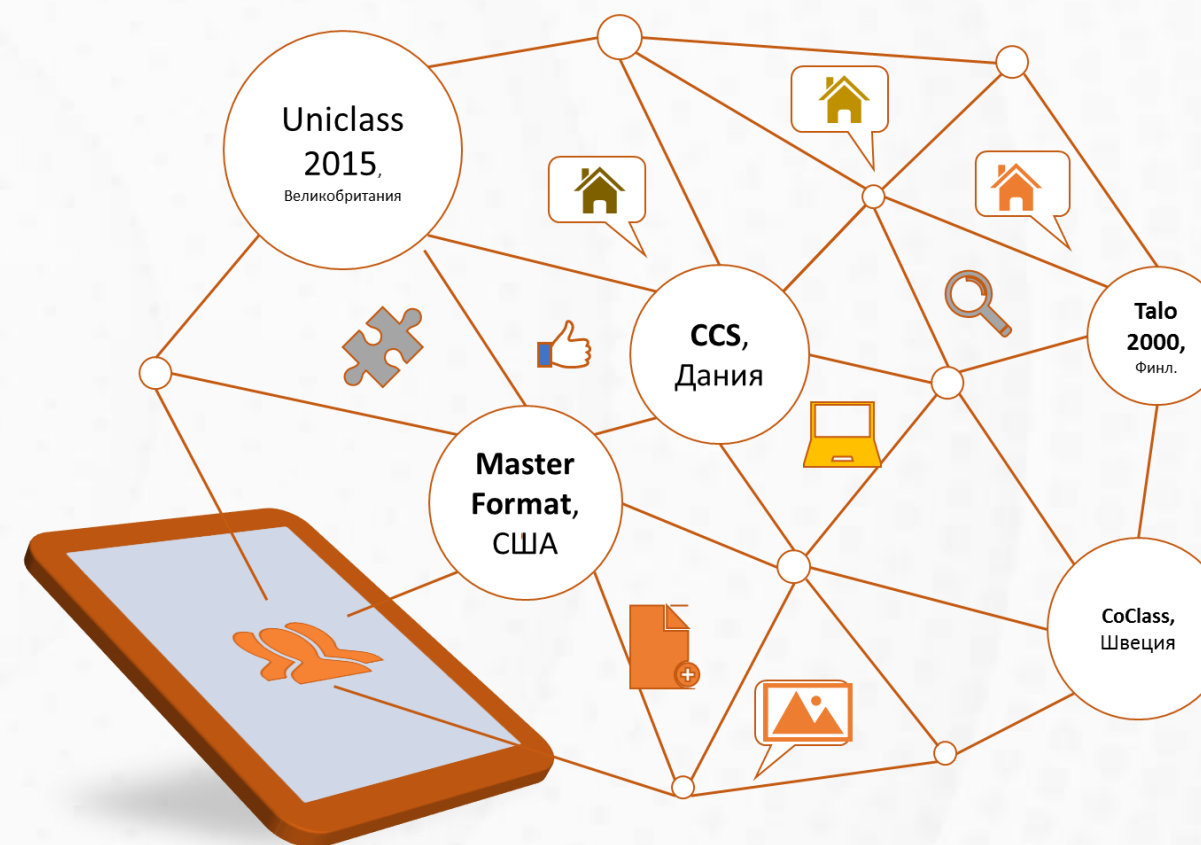 Uniclass
2015,
Великобритания
CCS,
Дания
Talo
2000,
Финл.
Master
Format,
США
CoClass,
Швеция